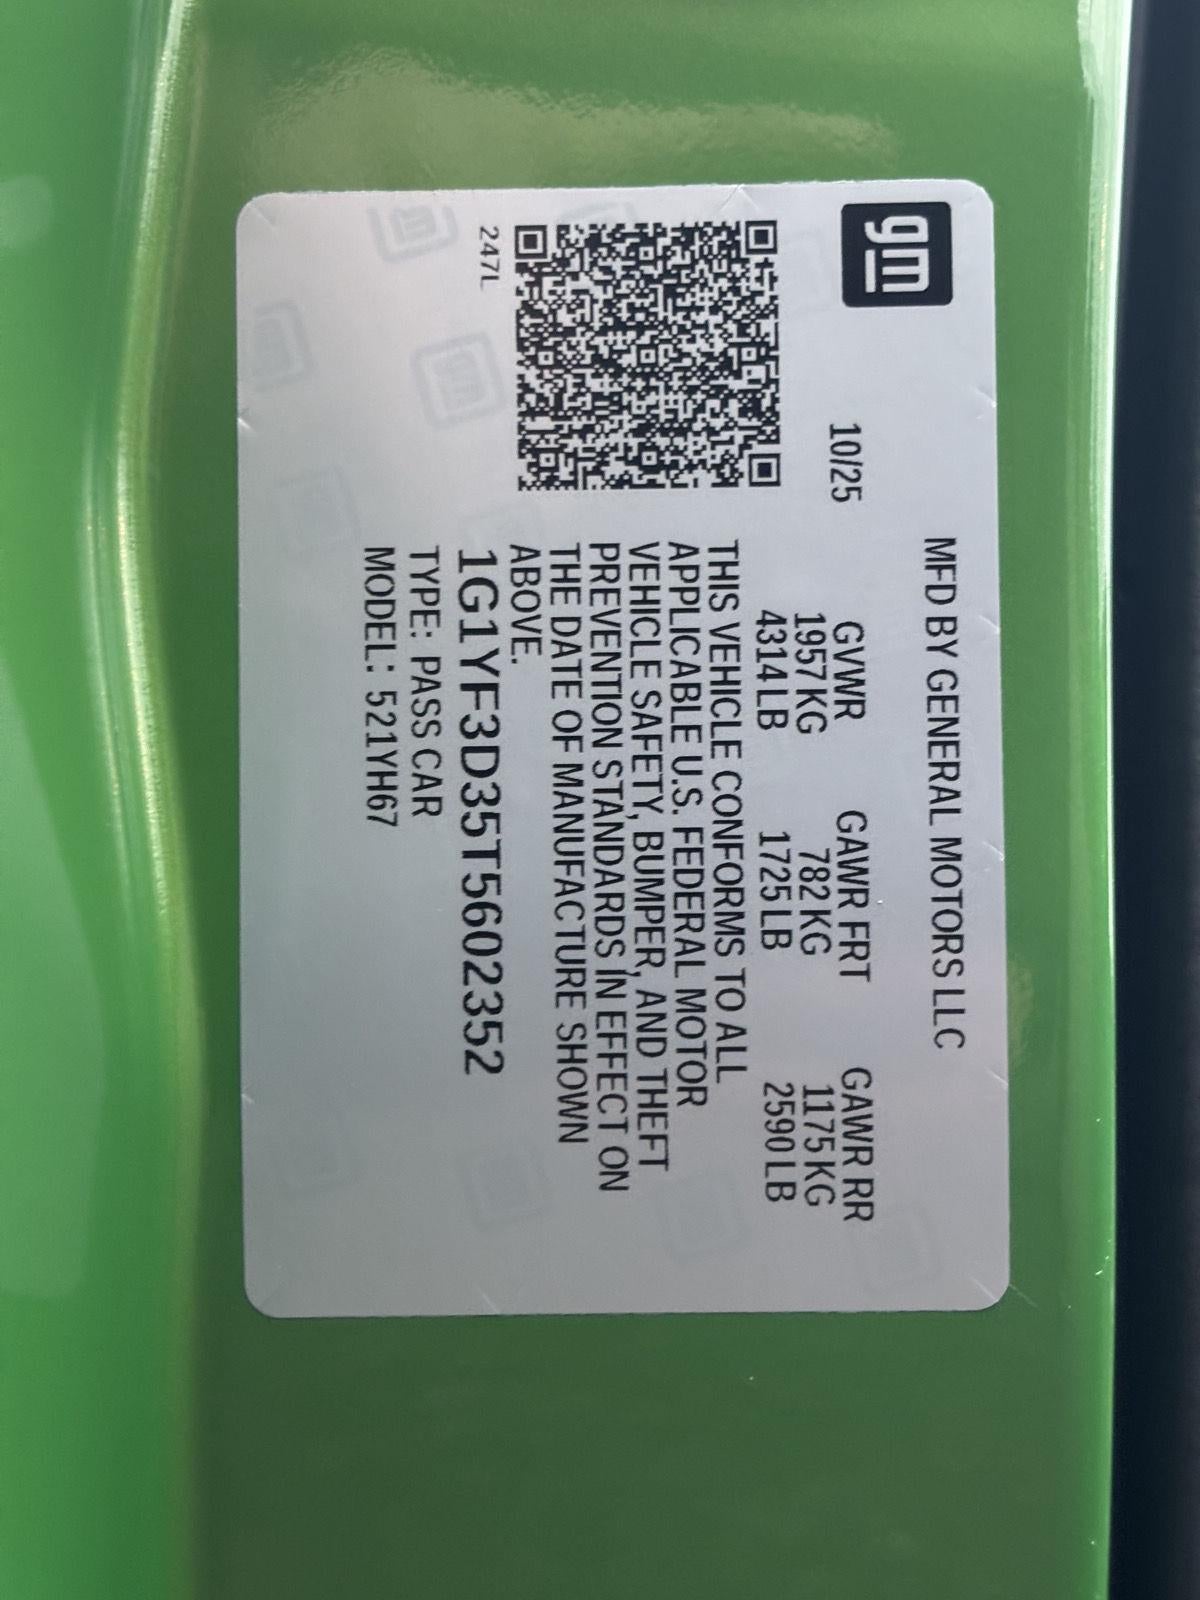 gm
MFD BY GENERAL MOTORS LLC
10/25
GVWR GAWR FRT GAWR RR
1957 KG 782 KG 1175 KG
4314 LB 1725 LB 2590 LB
THIS VEHICLE CONFORMS TO ALL
APPLICABLE U.S. FEDERAL MOTOR
VEHICLE SAFETY, BUMPER, AND THEFT
PREVENTION STANDARDS IN EFFECT ON
THE DATE OF MANUFACTURE SHOWN
ABOVE.
247L
1G1YF3D35T5602352
TYPE: PASS CAR
MODEL: 521YH67